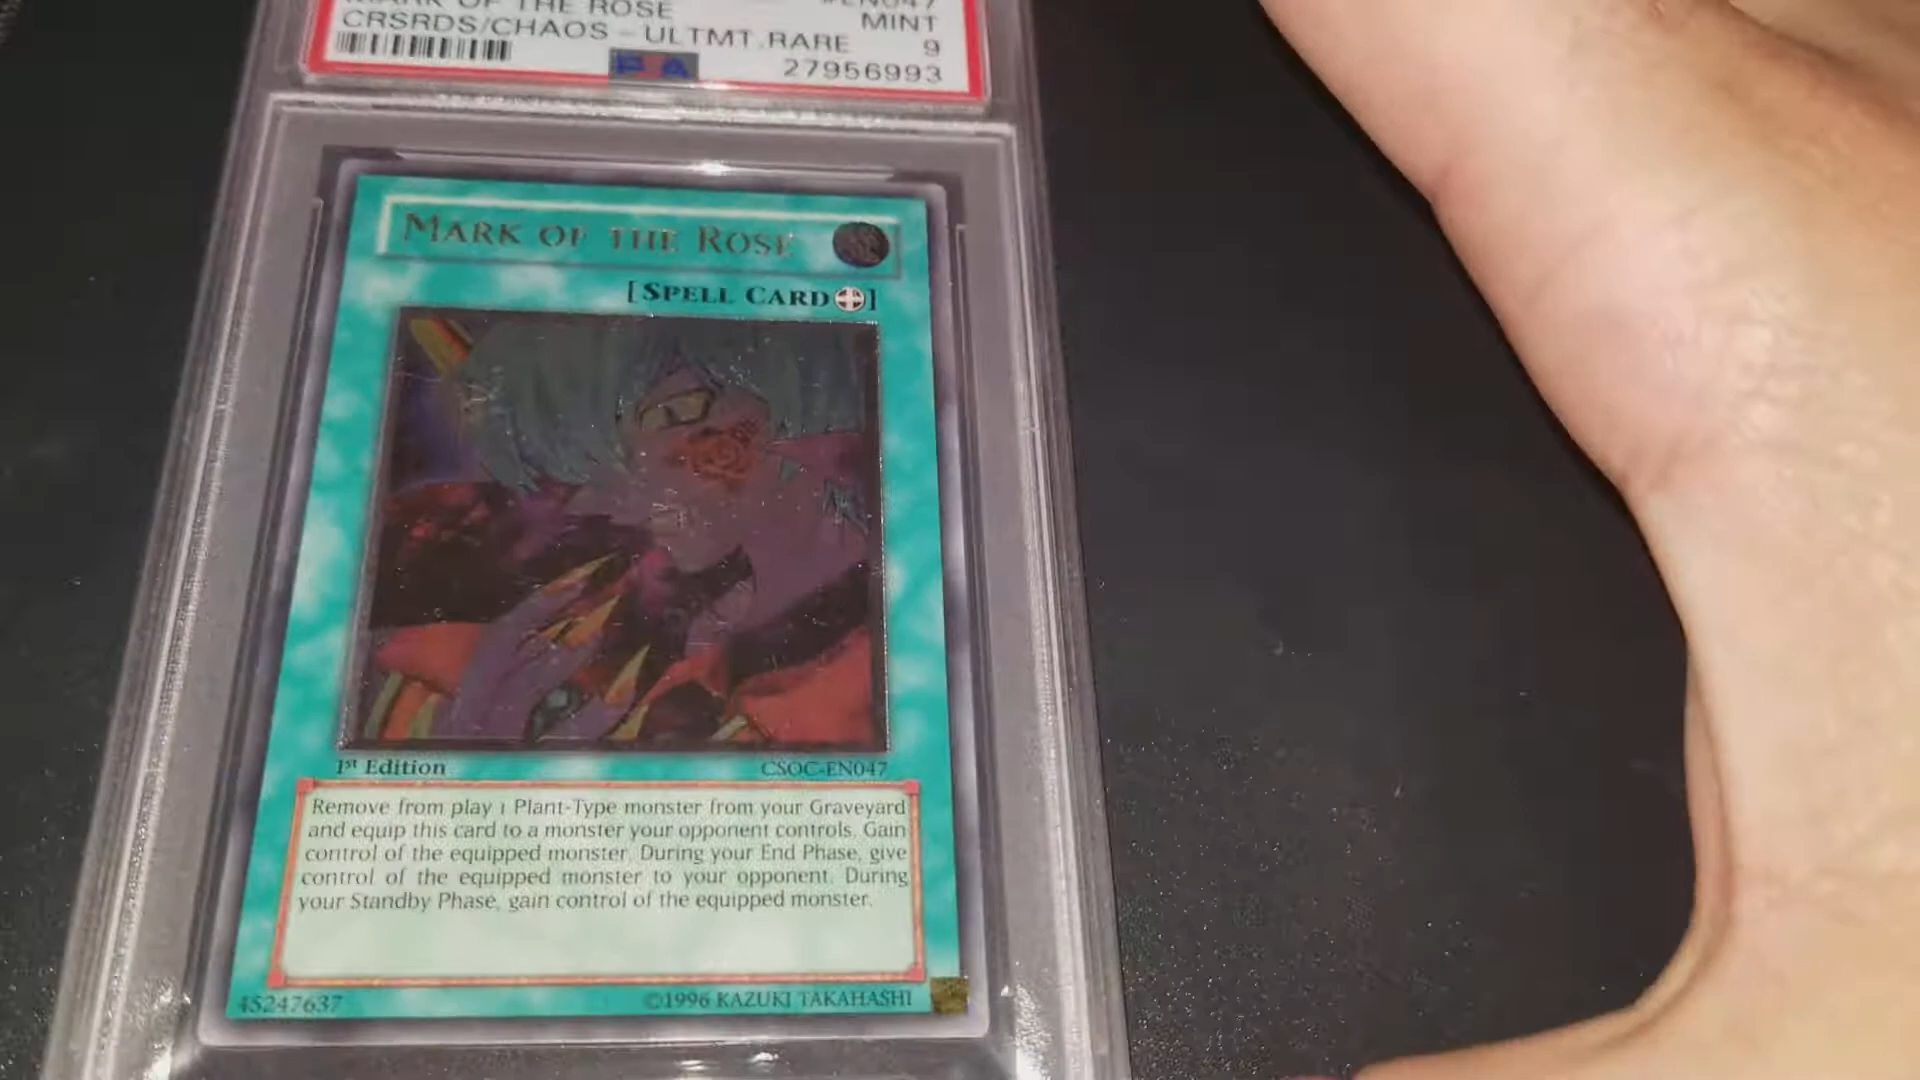 MARK OF THE ROSE #EN047
CRSRDS/CHAOS - ULTMT.RARE MINT
9
27956993
MARK OF THE ROSE
[SPELL CARD]
1st Edition CSOC-EN047
Remove from play 1 Plant-Type monster from your Graveyard
and equip this card to a monster your opponent controls. Gain
control of the equipped monster. During your End Phase, give
control of the equipped monster to your opponent. During
your Standby Phase, gain control of the equipped monster.
45247637 ©1996 KAZUKI TAKAHASHI